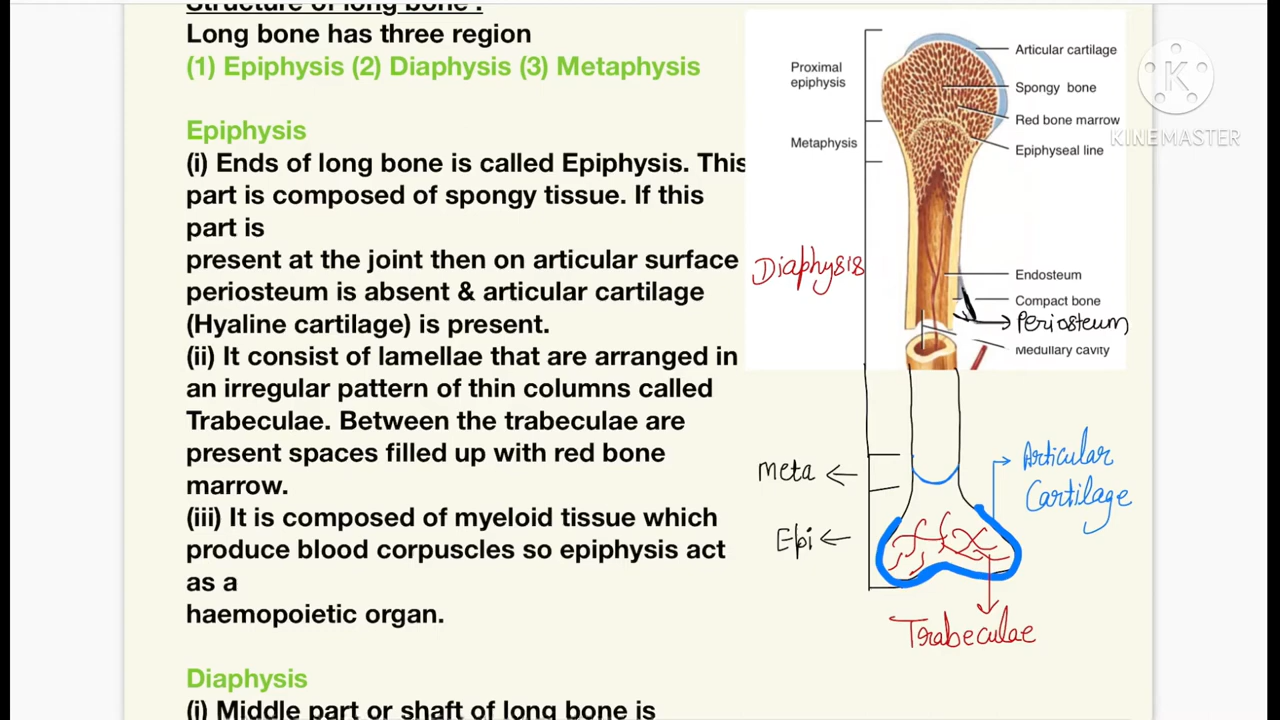 Structure of long bone :
Long bone has three region
(1) Epiphysis (2) Diaphysis (3) Metaphysis
Epiphysis
(i) Ends of long bone is called Epiphysis. This
part is composed of spongy tissue. If this
part is
present at the joint then on articular surface
periosteum is absent & articular cartilage
(Hyaline cartilage) is present.
(ii) It consist of lamellae that are arranged in
an irregular pattern of thin columns called
Trabeculae. Between the trabeculae are
present spaces filled up with red bone
marrow.
(iii) It is composed of myeloid tissue which
produce blood corpuscles so epiphysis act
as a
haemopoietic organ.
Diaphysis
(i) Middle part or shaft of long bone is
Proximal
epiphysis
Metaphysis
Diaphysis
Articular cartilage
Spongy bone
Red bone marrow
Epiphyseal line
Endosteum
Compact bone
Periosteum
Medullary cavity
Meta
Epi
Articular
Cartilage
Trabeculae
K
KINEMASTER